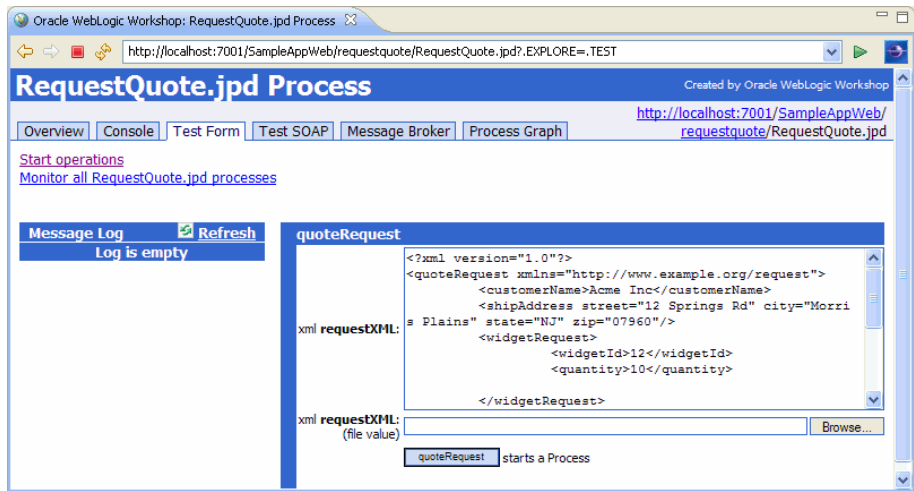 Oracle WebLogic Workshop: RequestQuote.jpd Process
http://localhost:7001/SampleAppWeb/requestquote/RequestQuote.jpd?.EXPLORE=.TEST
RequestQuote.jpd Process
Created by Oracle WebLogic Workshop
http://localhost:7001/SampleAppWeb/
requestquote/RequestQuote.jpd
Overview Console Test Form Test SOAP Message Broker Process Graph
Start operations
Monitor all RequestQuote.jpd processes
Message Log Refresh
Log is empty
quoteRequest
xml requestXML:
<?xml version="1.0"?>
<quoteRequest xmlns="http://www.example.org/request">
<customerName>Acme Inc</customerName>
<shipAddress street="12 Springs Rd" city="Morri
s Plains" state="NJ" zip="07960"/>
<widgetRequest>
<widgetId>12</widgetId>
<quantity>10</quantity>
</widgetRequest>
xml requestXML:
(file value)
Browse...
quoteRequest starts a Process